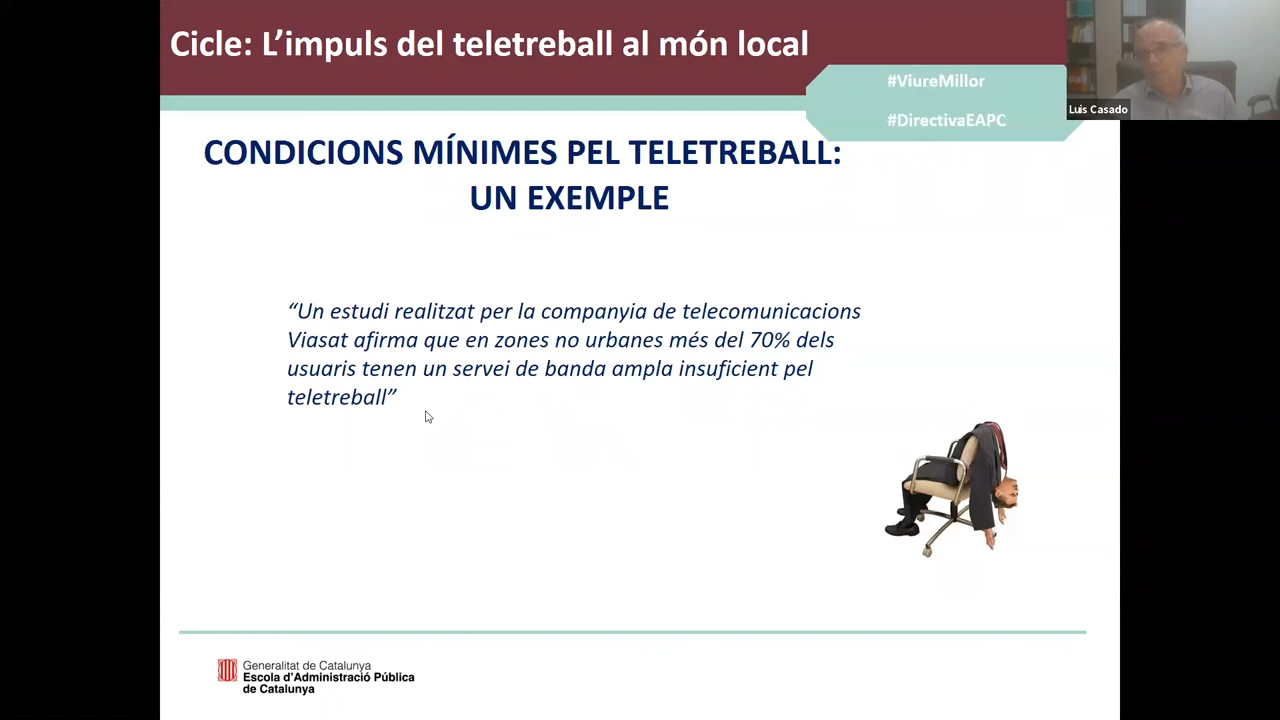 Cicle: L’impuls del teletreball al món local
#ViureMillor
#DirectivaEAPC
Luis Casado
CONDICIONS MÍNIMES PEL TELETREBALL:
UN EXEMPLE
“Un estudi realitzat per la companyia de telecomunicacions
Viasat afirma que en zones no urbanes més del 70% dels
usuaris tenen un servei de banda ampla insuficient pel
teletreball”
Generalitat de Catalunya
Escola d’Administració Pública
de Catalunya